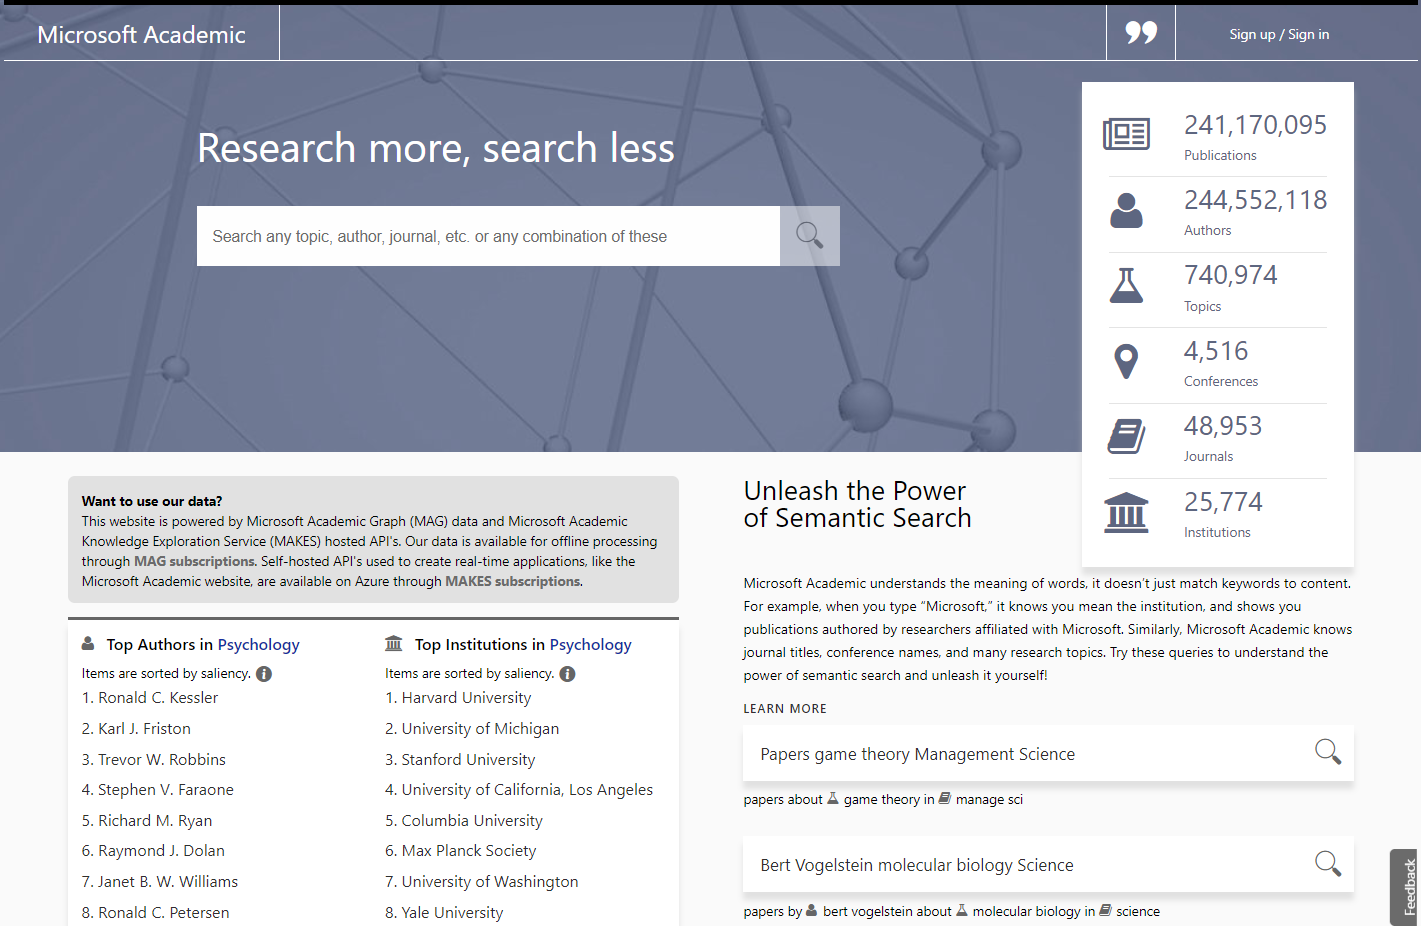 Microsoft Academic
Sign up / Sign in
Research more, search less
Search any topic, author, journal, etc. or any combination of these
241,170,095
Publications
244,552,118
Authors
740,974
Topics
4,516
Conferences
48,953
Journals
25,774
Institutions
Want to use our data?
This website is powered by Microsoft Academic Graph (MAG) data and Microsoft Academic
Knowledge Exploration Service (MAKES) hosted API's. Our data is available for offline processing
through MAG subscriptions. Self-hosted API's used to create real-time applications, like the
Microsoft Academic website, are available on Azure through MAKES subscriptions.
Top Authors in Psychology
Items are sorted by saliency.
1. Ronald C. Kessler
2. Karl J. Friston
3. Trevor W. Robbins
4. Stephen V. Faraone
5. Richard M. Ryan
6. Raymond J. Dolan
7. Janet B. W. Williams
8. Ronald C. Petersen
Top Institutions in Psychology
Items are sorted by saliency.
1. Harvard University
2. University of Michigan
3. Stanford University
4. University of California, Los Angeles
5. Columbia University
6. Max Planck Society
7. University of Washington
8. Yale University
Unleash the Power
of Semantic Search
Microsoft Academic understands the meaning of words, it doesn't just match keywords to content.
For example, when you type “Microsoft,” it knows you mean the institution, and shows you
publications authored by researchers affiliated with Microsoft. Similarly, Microsoft Academic knows
journal titles, conference names, and many research topics. Try these queries to understand the
power of semantic search and unleash it yourself!
LEARN MORE
Papers game theory Management Science
papers about game theory in manage sci
Bert Vogelstein molecular biology Science
papers by bert vogelstein about molecular biology in science
Feedback